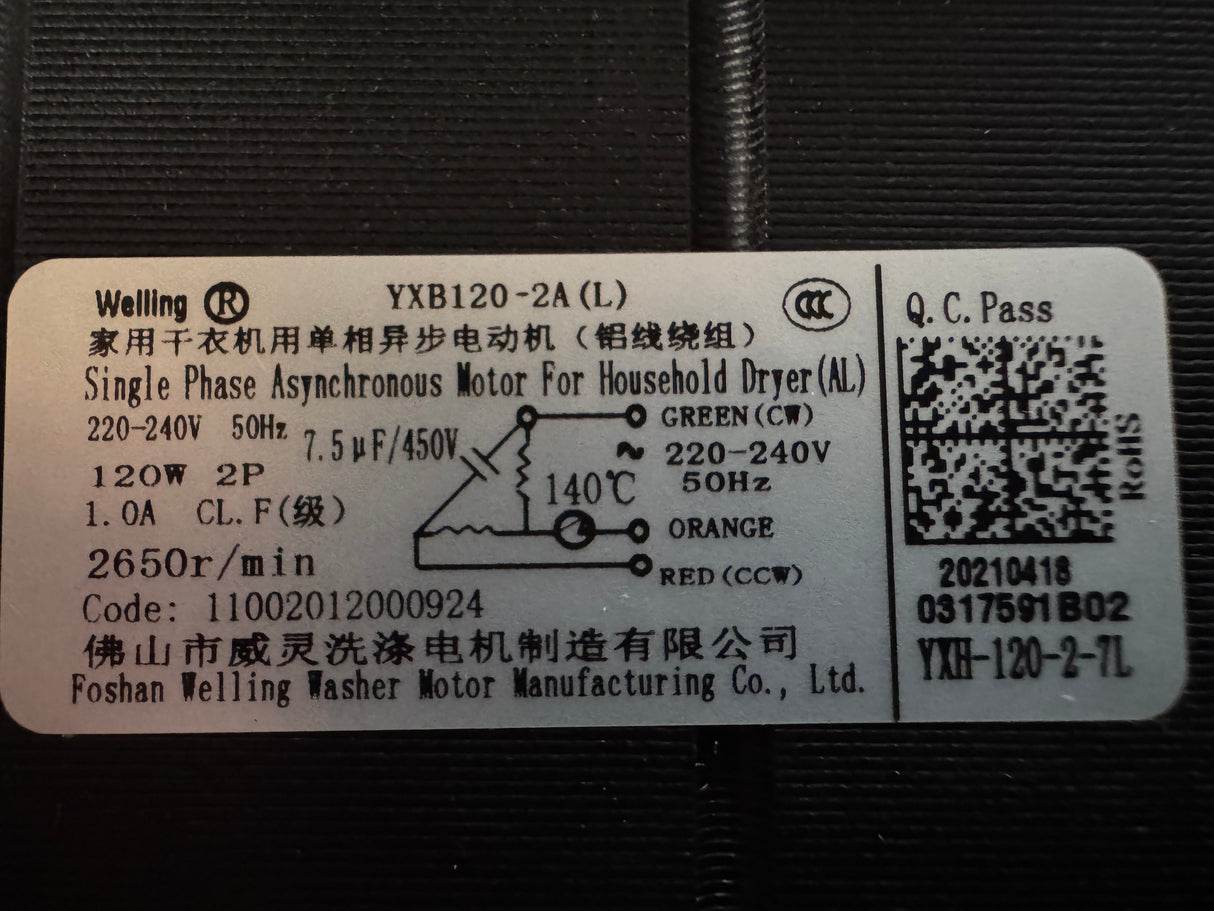 Welling ®
YXB120-2A(L)
CCC
家用干衣机用单相异步电动机（铝线绕组）
Single Phase Asynchronous Motor For Household Dryer(AL)
220-240V 50Hz
7.5μF/450V
120W 2P
1.0A CL.F(级)
2650r/min
140℃
GREEN(CW)
~ 220-240V
50Hz
ORANGE
RED(CCW)
Code: 11002012000924
佛山市威灵洗涤电机制造有限公司
Foshan Welling Washer Motor Manufacturing Co., Ltd.
Q.C.Pass
RoHS
20210418
0317591B02
YXH-120-2-7L